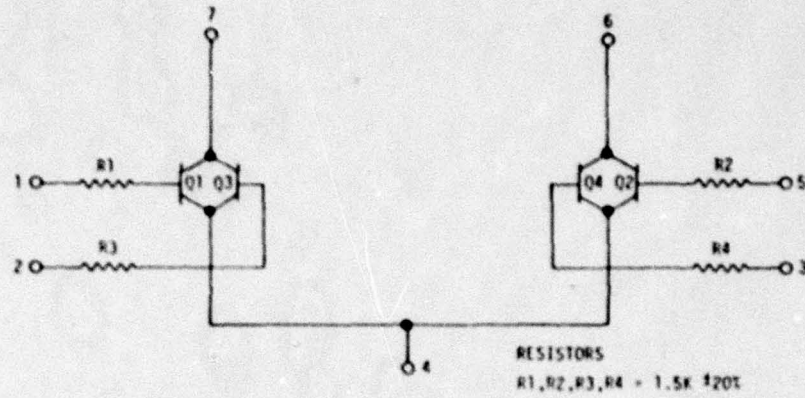 7 6
R1 Q1 Q3 Q4 Q2 R2
1 5
R3 R4
2 3
4
RESISTORS
R1,R2,R3,R4 = 1.5K ±20%